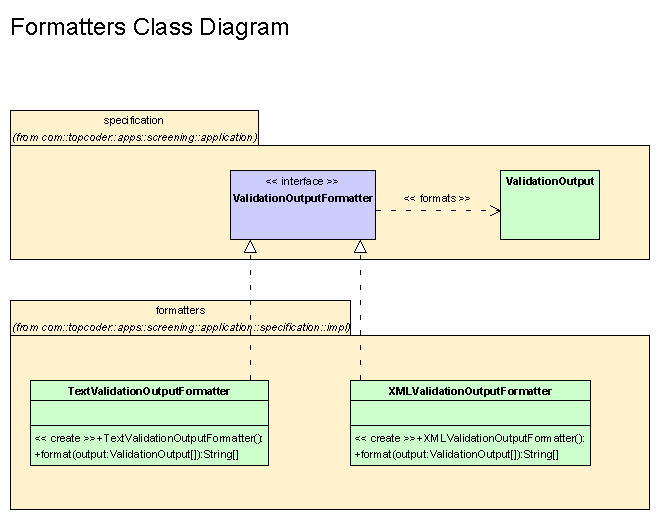 Formatters Class Diagram
specification
(from com::topcoder::apps::screening::application)
<< interface >>
ValidationOutputFormatter
<< formats >>
ValidationOutput
formatters
(from com::topcoder::apps::screening::application::specification::impl)
TextValidationOutputFormatter
<< create >>+TextValidationOutputFormatter():
+format(output:ValidationOutput[]):String[]
XMLValidationOutputFormatter
<< create >>+XMLValidationOutputFormatter():
+format(output:ValidationOutput[]):String[]